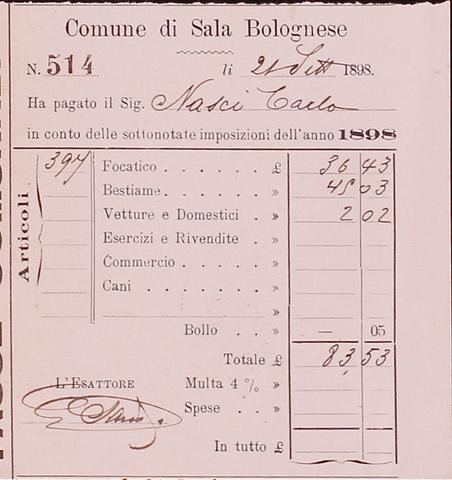 Comune di Sala Bolognese
N. 514 li 21 Sett 1898.
Ha pagato il Sig. Nasci Carlo
in conto delle sottonotate imposizioni dell'anno 1898
Articoli
397 Focatico . . . . . . £ 36 43
Bestiame. . . . . . » 45 03
Vetture e Domestici . » 2 02
Esercizi e Rivendite . »
Commercio . . . . . »
Cani . . . . . . . »
»
Bollo . . » — 05
Totale £ 83,53
L'ESATTORE Multa 4 % »
Spese . . »
In tutto £